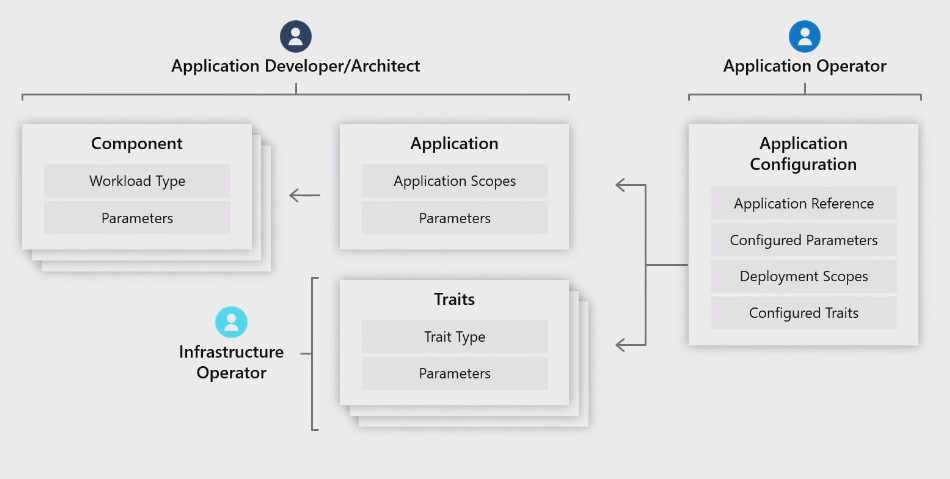 Application Developer/Architect
Application Operator
Component
Workload Type
Parameters
Application
Application Scopes
Parameters
Application
Configuration
Application Reference
Configured Parameters
Deployment Scopes
Configured Traits
Infrastructure
Operator
Traits
Trait Type
Parameters